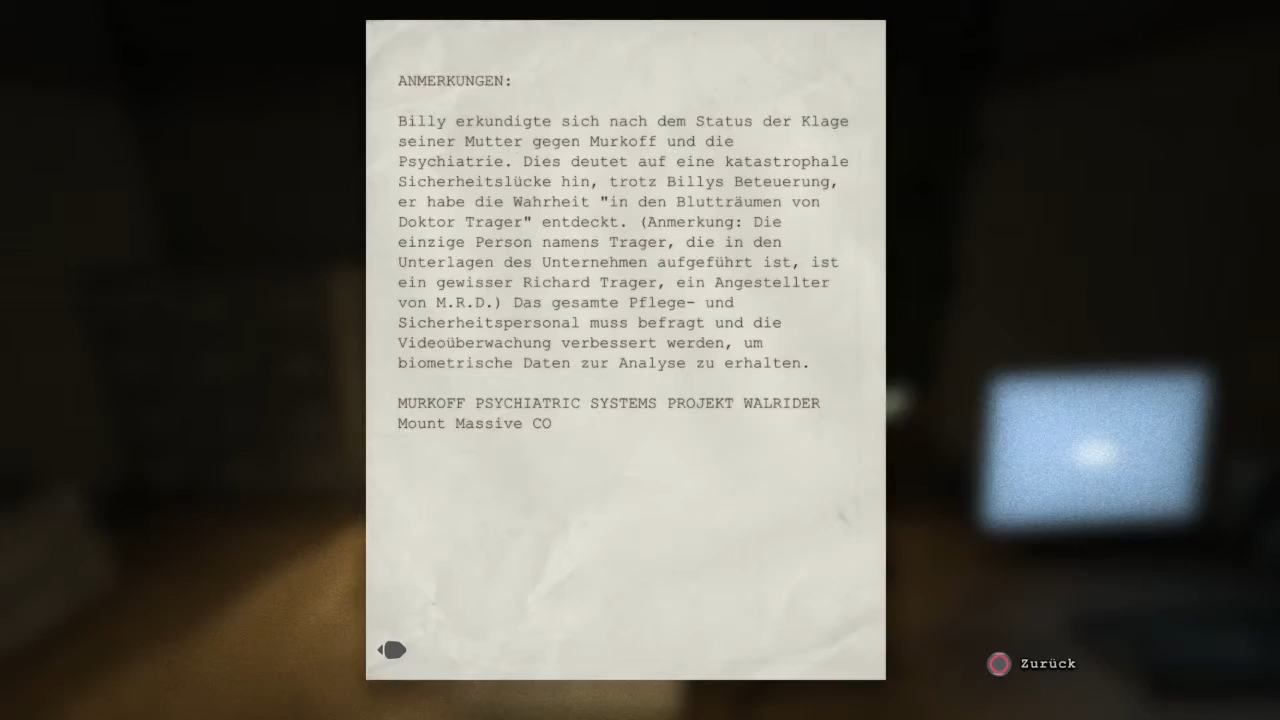 ANMERKUNGEN:
Billy erkundigte sich nach dem Status der Klage
seiner Mutter gegen Murkoff und die
Psychiatrie. Dies deutet auf eine katastrophale
Sicherheitslücke hin, trotz Billys Beteuerung,
er habe die Wahrheit "in den Blutträumen von
Doktor Trager" entdeckt. (Anmerkung: Die
einzige Person namens Trager, die in den
Unterlagen des Unternehmen aufgeführt ist, ist
ein gewisser Richard Trager, ein Angestellter
von M.R.D.) Das gesamte Pflege- und
Sicherheitspersonal muss befragt und die
Videoüberwachung verbessert werden, um
biometrische Daten zur Analyse zu erhalten.
MURKOFF PSYCHIATRIC SYSTEMS PROJEKT WALRIDER
Mount Massive CO
Zurück